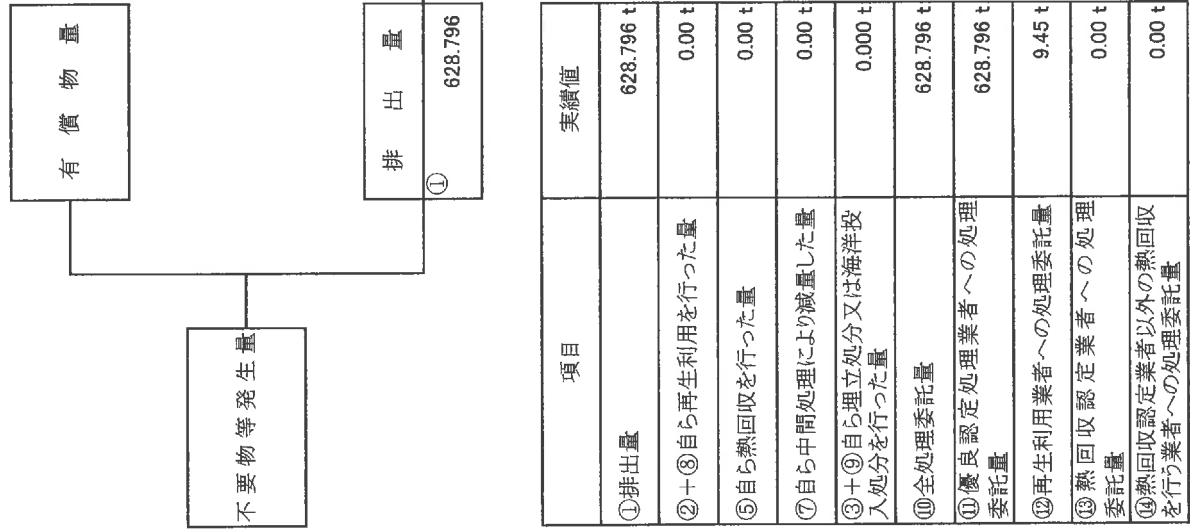 有償物量
不要物等発生量
排出量
①
628.796
項目 実績値
①排出量 628.796 t
②+⑧自ら再生利用を行った量 0.00 t
⑤自ら熱回収を行った量 0.00 t
⑦自ら中間処理により減量した量 0.00 t
③+⑨自ら埋立処分又は海洋投
入処分を行った量 0.000 t
⑩全処理委託量 628.796 t
⑪優良認定処理業者への処理
委託量 628.796 t
⑫再生利用業者への処理委託量 9.45 t
⑬熱回収認定業者への処理
委託量 0.00 t
⑭熱回収認定業者以外の熱回収
を行う業者への処理委託量 0.00 t